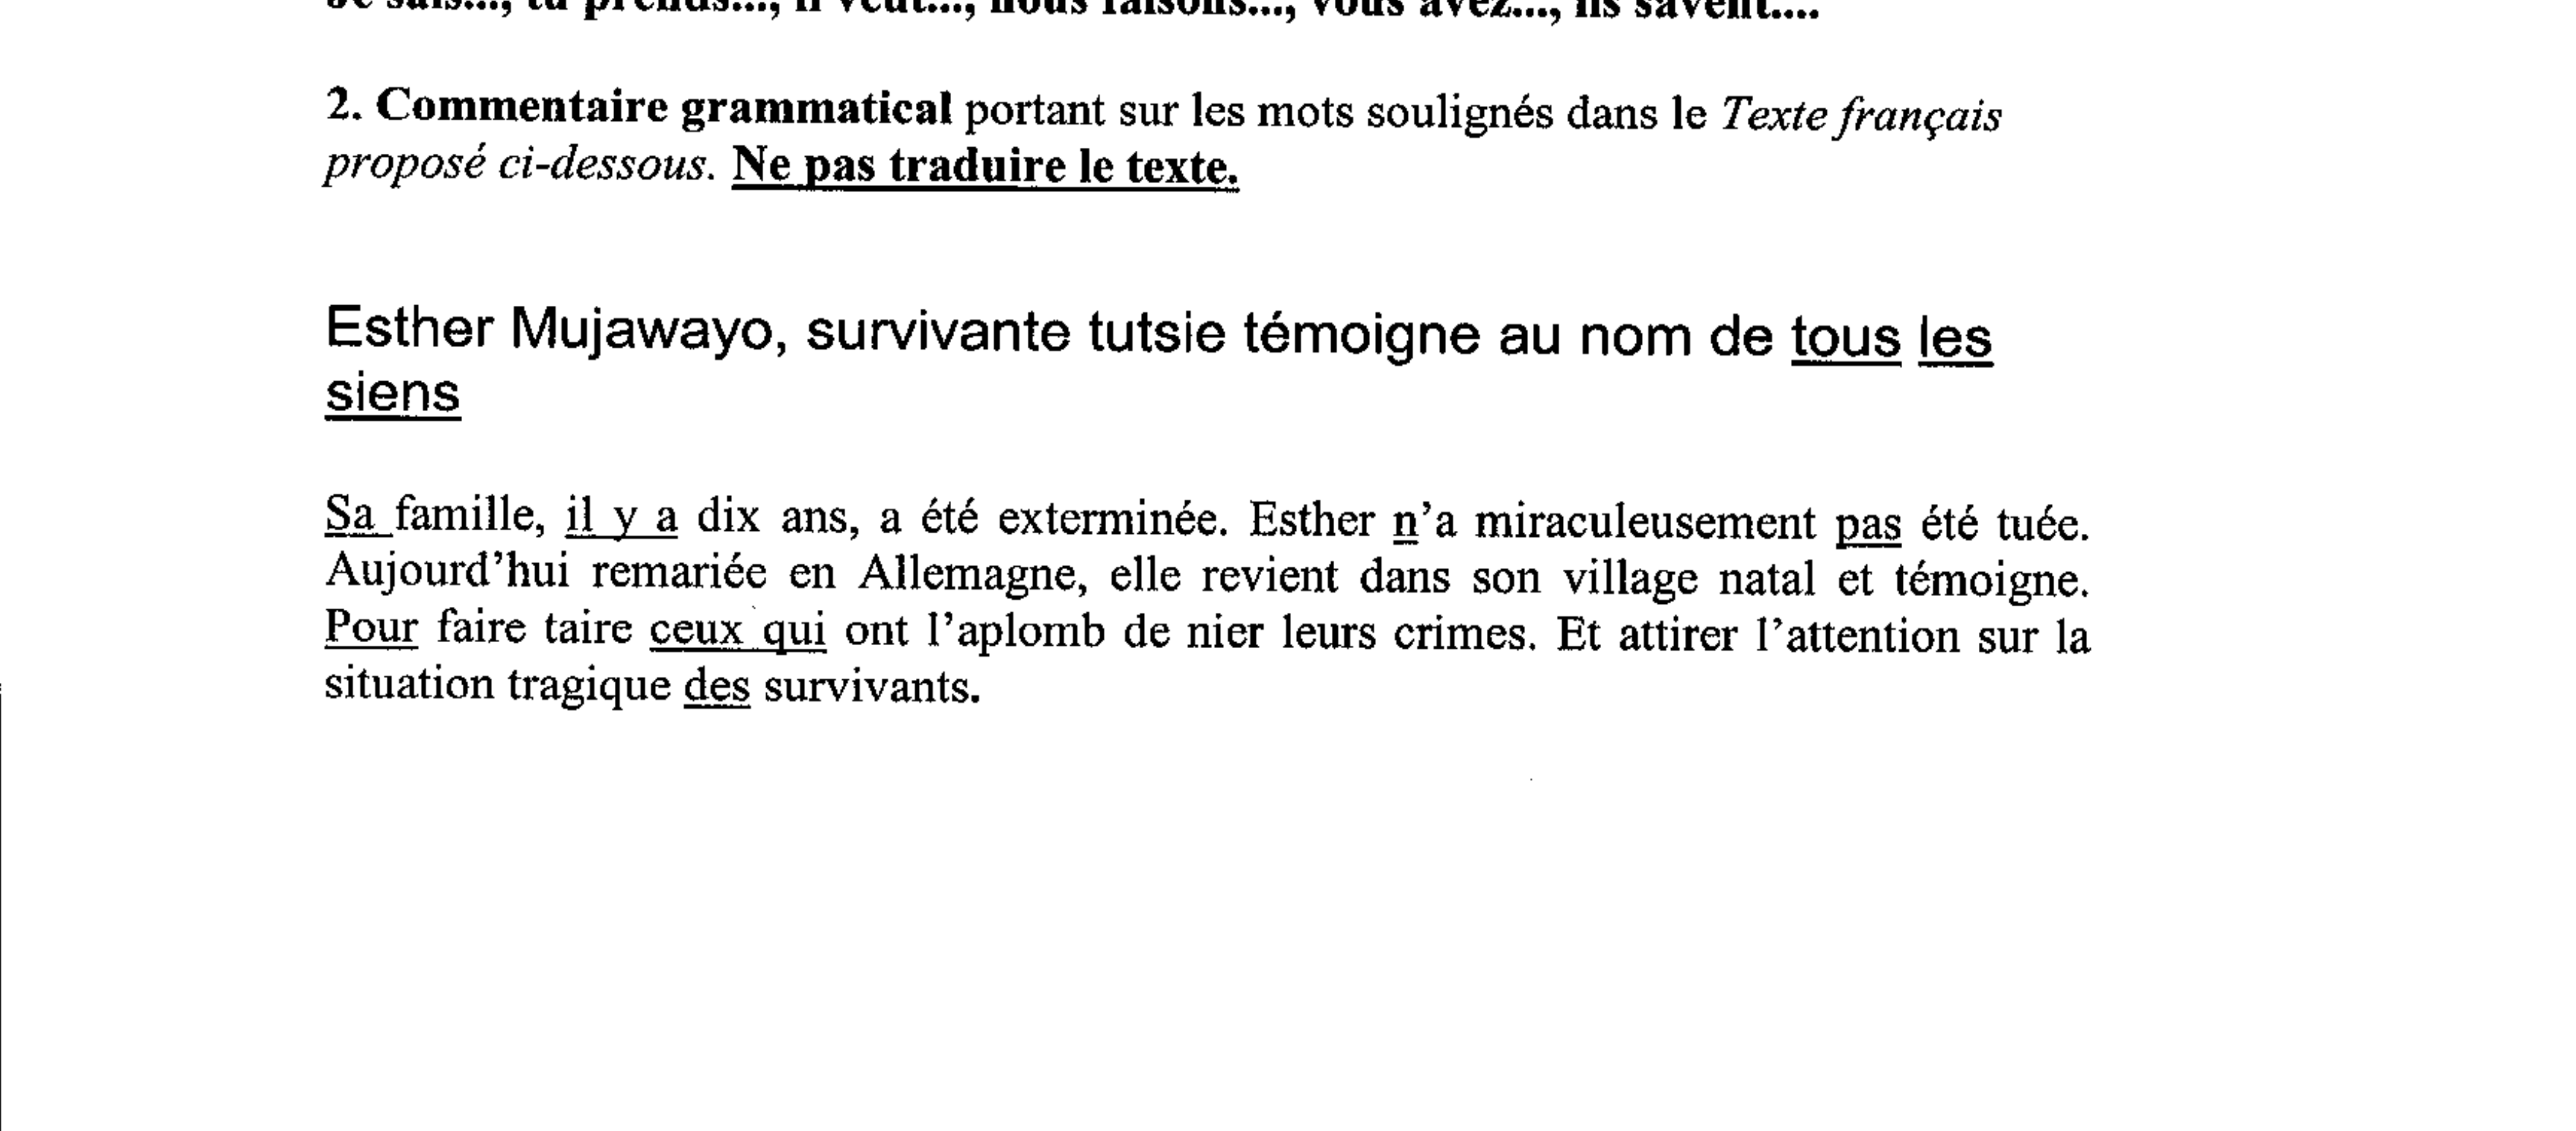 Je sais..., tu prends..., il veut..., nous faisons..., vous avez..., ils savent....
2. Commentaire grammatical portant sur les mots soulignés dans le Texte français
proposé ci-dessous. Ne pas traduire le texte.
Esther Mujawayo, survivante tutsie témoigne au nom de tous les
siens
Sa famille, il y a dix ans, a été exterminée. Esther n'a miraculeusement pas été tuée.
Aujourd'hui remariée en Allemagne, elle revient dans son village natal et témoigne.
Pour faire taire ceux qui ont l'aplomb de nier leurs crimes. Et attirer l'attention sur la
situation tragique des survivants.